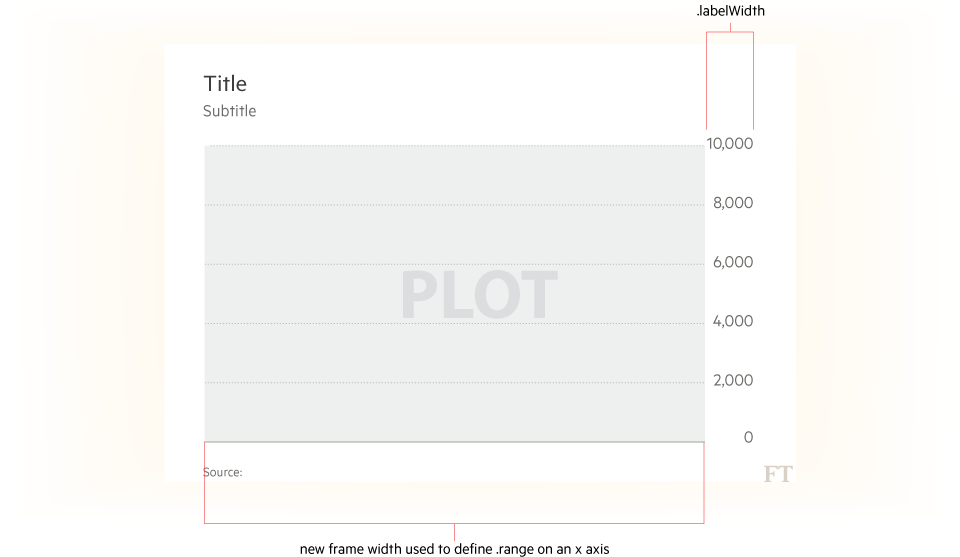 .labelWidth
Title
Subtitle
10,000
8,000
6,000
PLOT
4,000
2,000
0
Source:
FT
new frame width used to define .range on an x axis